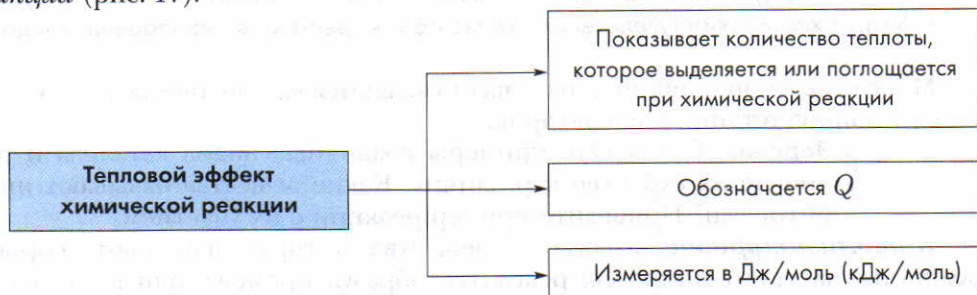 Показывает количество теплоты,
которое выделяется или поглощается
при химической реакции
Тепловой эффект
химической реакции
Обозначается Q
Измеряется в Дж/моль (кДж/моль)